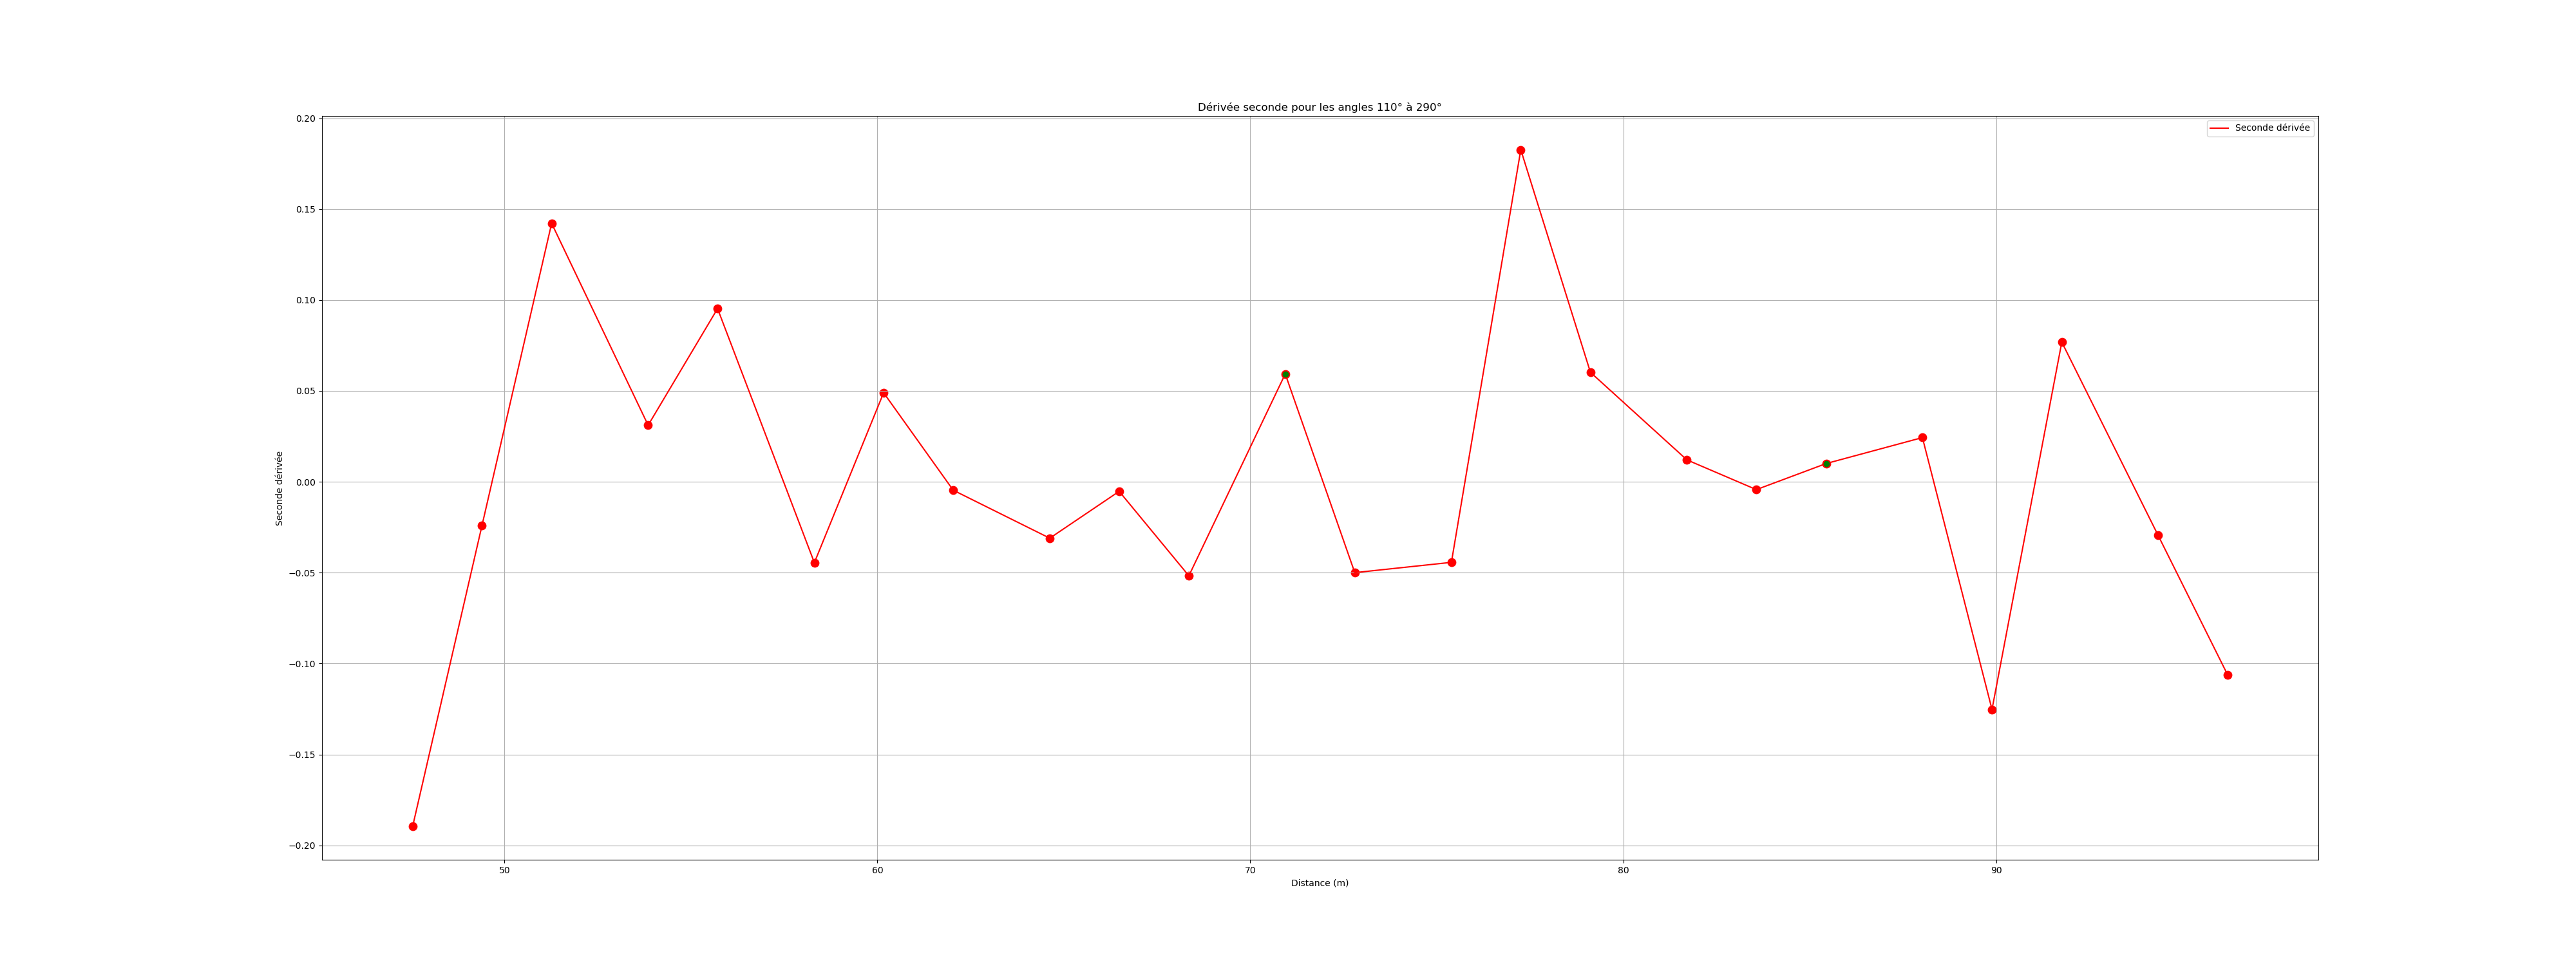 Dérivée seconde pour les angles 110° à 290°
Seconde dérivée
0.20
0.15
0.10
0.05
0.00
−0.05
−0.10
−0.15
−0.20
Seconde dérivée
50 60 70 80 90
Distance (m)